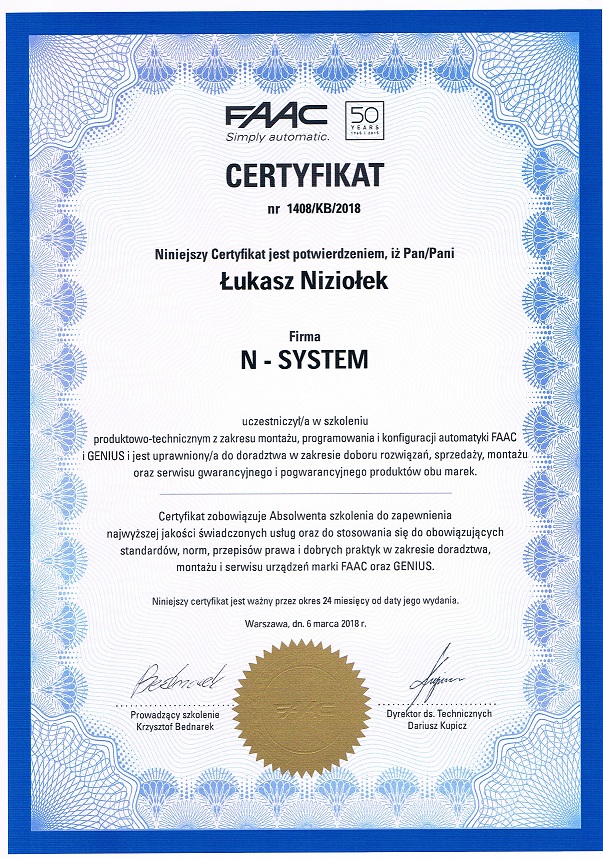 FAAC
Simply automatic.
50
YEARS
1965 | 2015
CERTYFIKAT
nr 1408/KB/2018
Niniejszy Certyfikat jest potwierdzeniem, iż Pan/Pani
Łukasz Niziołek
Firma
N - SYSTEM
uczestniczył/a w szkoleniu
produktowo-technicznym z zakresu montażu, programowania i konfiguracji automatyki FAAC
i GENIUS i jest uprawniony/a do doradztwa w zakresie doboru rozwiązań, sprzedaży, montażu
oraz serwisu gwarancyjnego i pogwarancyjnego produktów obu marek.
Certyfikat zobowiązuje Absolwenta szkolenia do zapewnienia
najwyższej jakości świadczonych usług oraz do stosowania się do obowiązujących
standardów, norm, przepisów prawa i dobrych praktyk w zakresie doradztwa,
montażu i serwisu urządzeń marki FAAC oraz GENIUS.
Niniejszy certyfikat jest ważny przez okres 24 miesięcy od daty jego wydania.
Warszawa, dn. 6 marca 2018 r.
Bednarek
Prowadzący szkolenie
Krzysztof Bednarek
FAAC
Dyrektor ds. Technicznych
Dariusz Kupicz